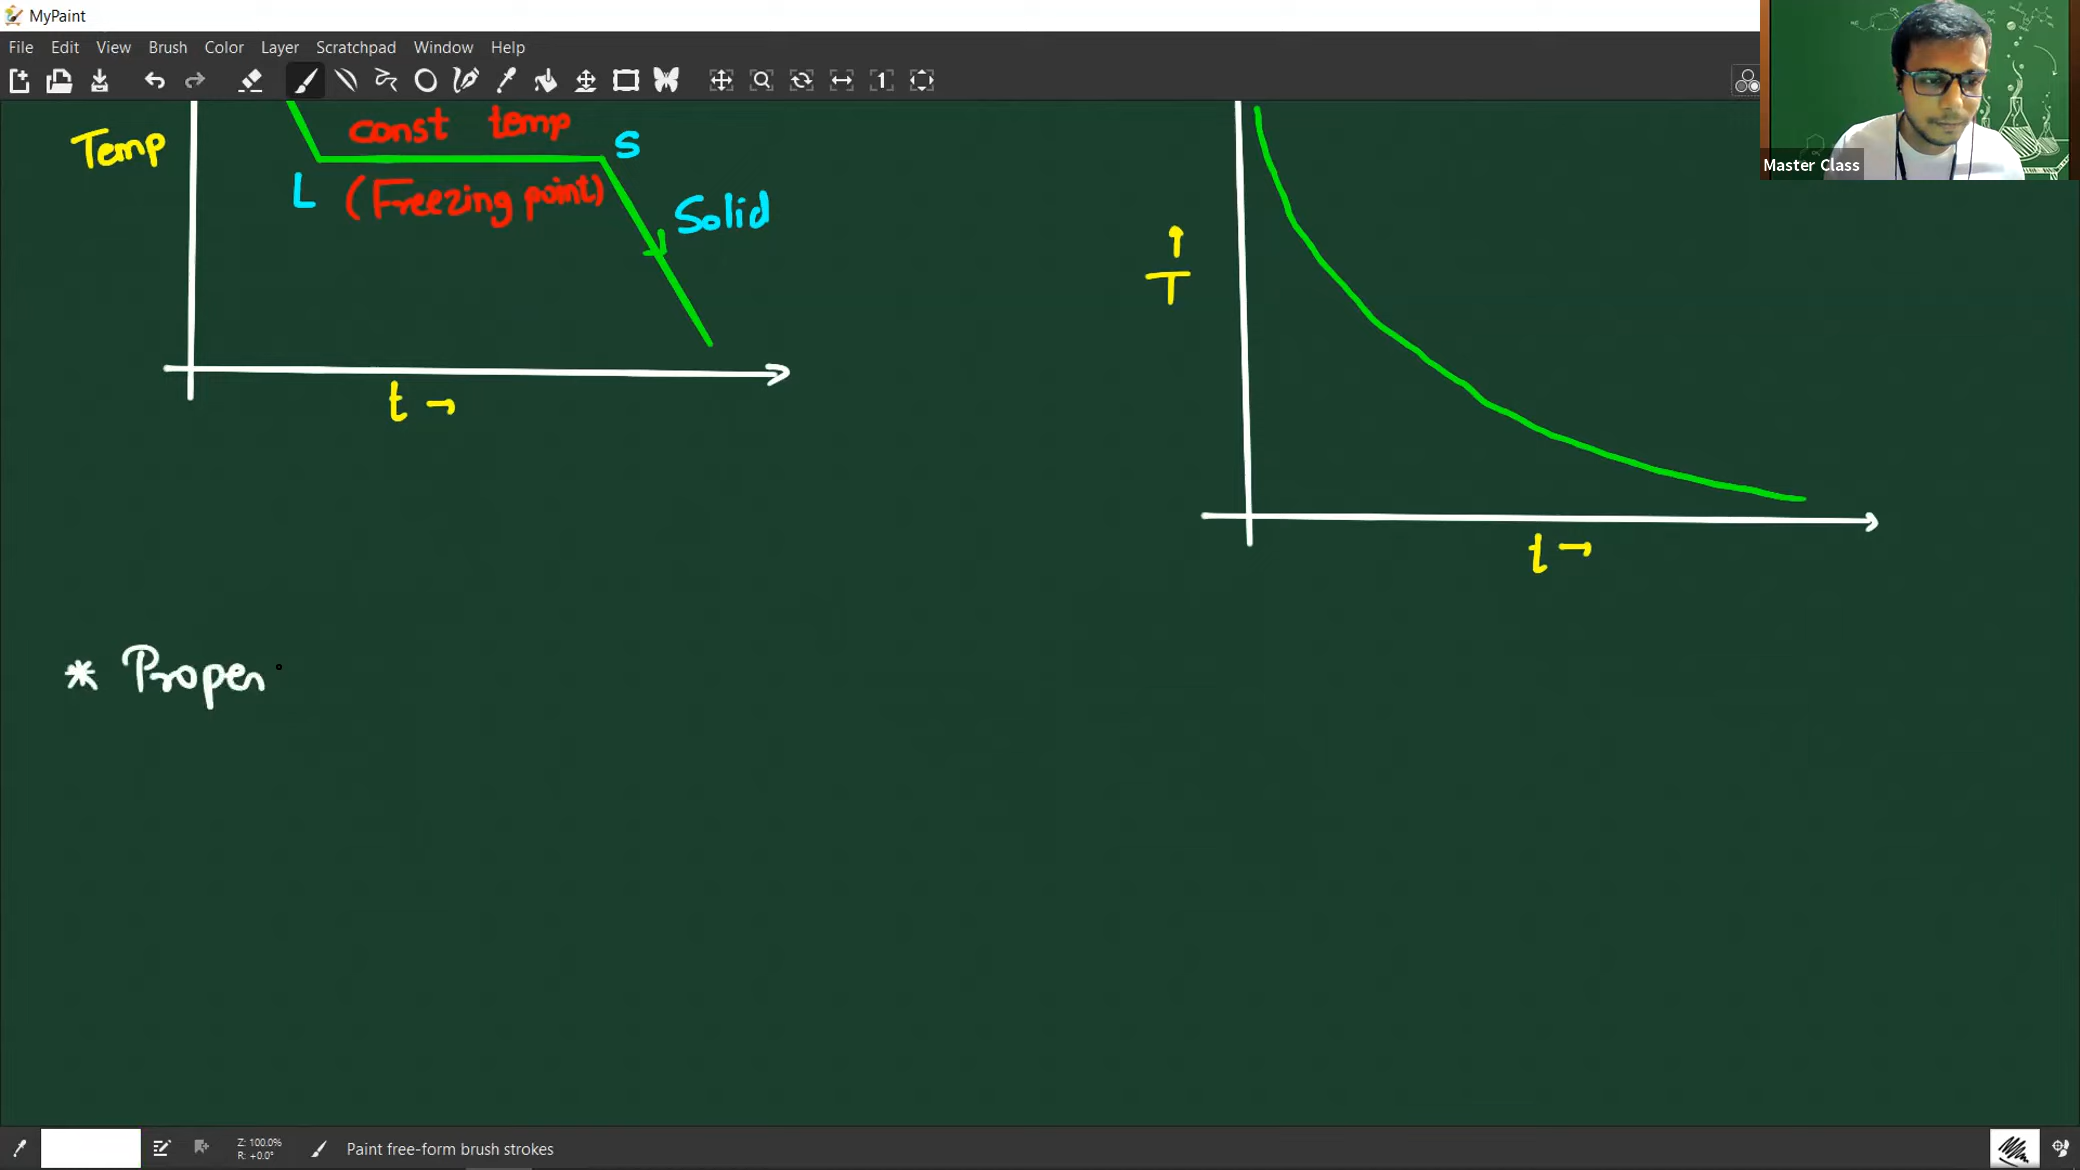 MyPaint
File Edit View Brush Color Layer Scratchpad Window Help
Master Class
Temp
const temp
S
L
(Freezing point)
Solid
t →
↑
T
t →
* Proper
Z: 100.0%
R: +0.0°
Paint free-form brush strokes